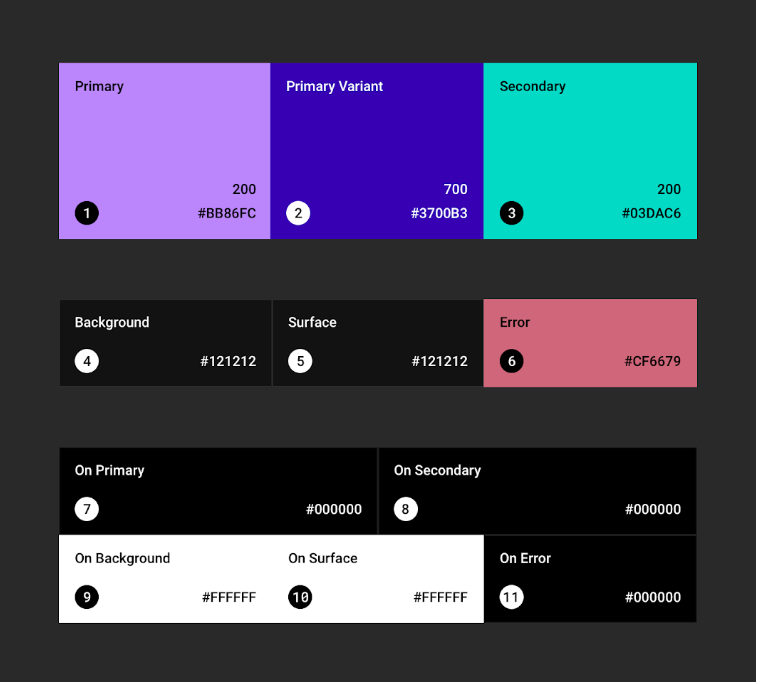 Primary
200
1 #BB86FC
Primary Variant
700
2 #3700B3
Secondary
200
3 #03DAC6
Background
4 #121212
Surface
5 #121212
Error
6 #CF6679
On Primary
7 #000000
On Secondary
8 #000000
On Background
9 #FFFFFF
On Surface
10 #FFFFFF
On Error
11 #000000